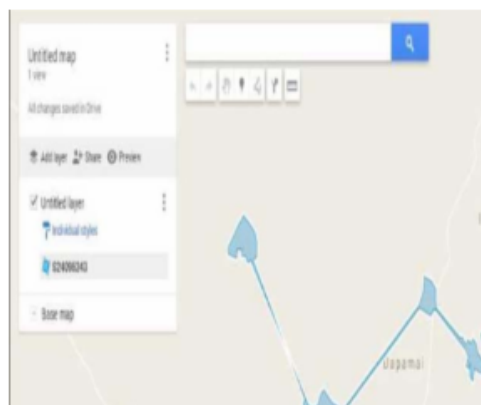 Untitled map
1 view
All changes saved in Drive
Add layer Share Preview
Untitled layer
Individual styles
Base map
Japamai